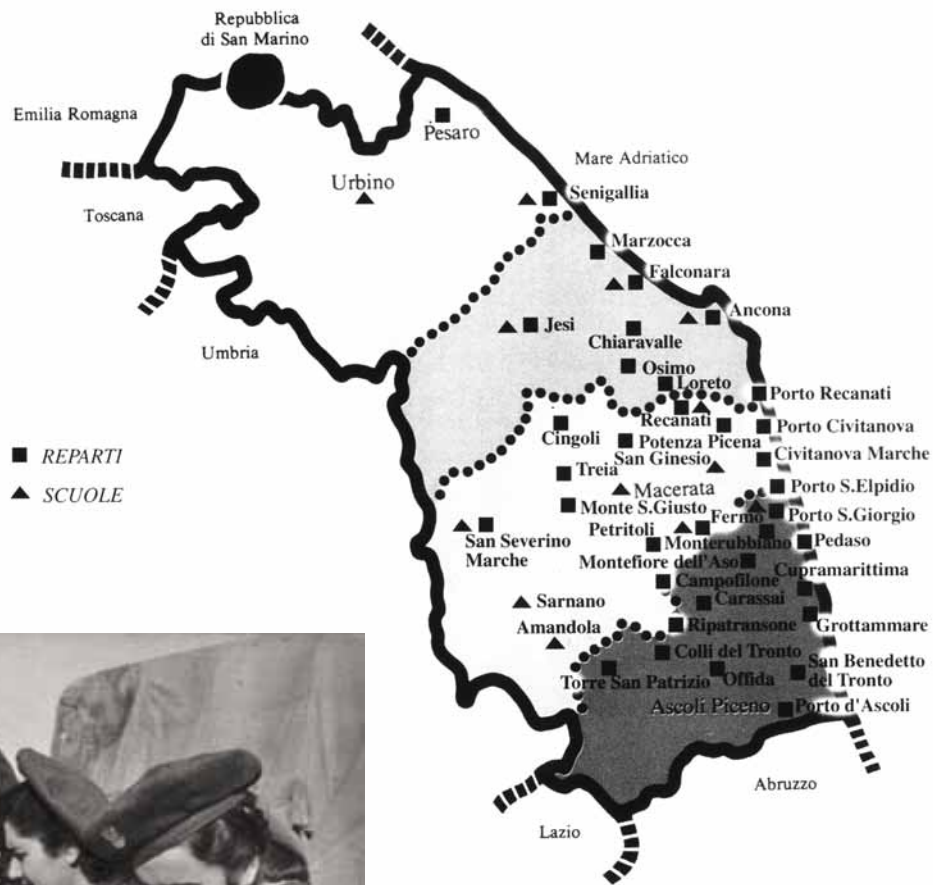 Repubblica
di San Marino
Emilia Romagna
Pesaro
Mare Adriatico
Urbino
Senigallia
Toscana
Marzocca
Falconara
Ancona
Jesi
Chiaravalle
Umbria
Osimo
Loreto
Porto Recanati
Recanati
Cingoli
Porto Civitanova
Potenza Picena
San Ginesio
Civitanova Marche
REPARTI
Treia
SCUOLE
Macerata
Porto S.Elpidio
Monte S.Giusto
Fermo
Porto S.Giorgio
Petritoli
San Severino
Marche
Monterubbiano
Pedaso
Montefiore dell'Aso
Cupramarittima
Campofilone
Sarnano
Carassai
Amandola
Ripatransone
Grottammare
Colli del Tronto
San Benedetto
del Tronto
Torre San Patrizio
Offida
Ascoli Piceno
Porto d'Ascoli
Abruzzo
Lazio